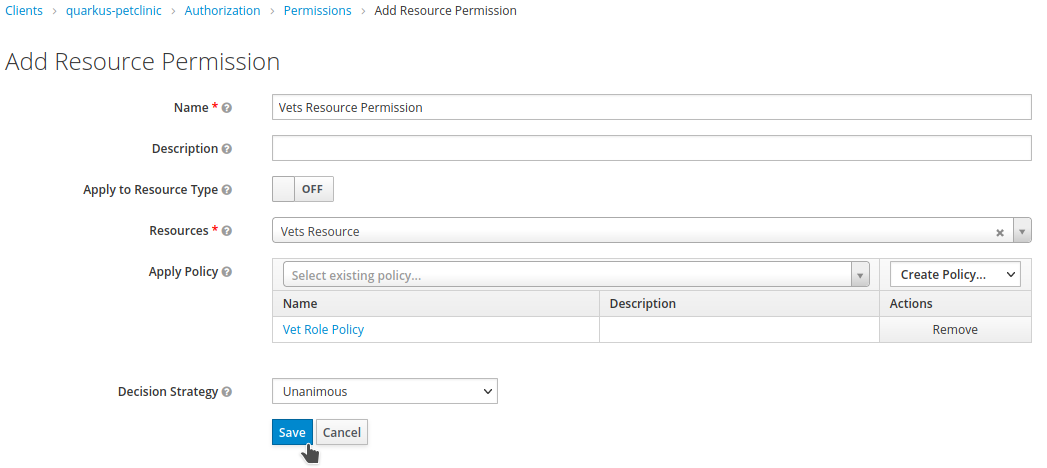 Clients > quarkus-petclinic > Authorization > Permissions > Add Resource Permission
Add Resource Permission
Name * Vets Resource Permission
Description
Apply to Resource Type OFF
Resources * Vets Resource
Apply Policy Select existing policy... Create Policy...
Name Description Actions
Vet Role Policy Remove
Decision Strategy Unanimous
Save Cancel